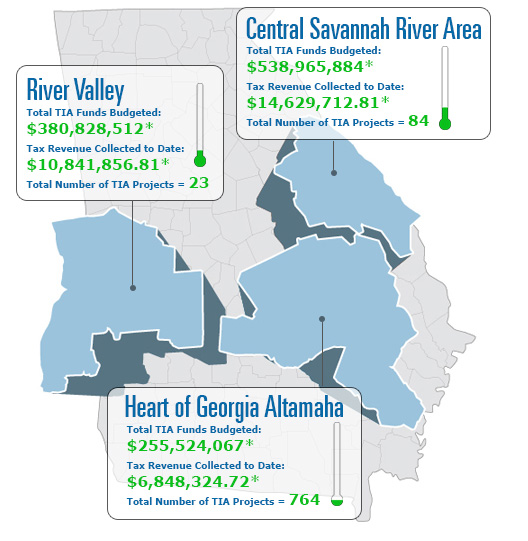 Central Savannah River Area
Total TIA Funds Budgeted:
$538,965,884*
Tax Revenue Collected to Date:
$14,629,712.81*
Total Number of TIA Projects = 84
River Valley
Total TIA Funds Budgeted:
$380,828,512*
Tax Revenue Collected to Date:
$10,841,856.81*
Total Number of TIA Projects = 23
Heart of Georgia Altamaha
Total TIA Funds Budgeted:
$255,524,067*
Tax Revenue Collected to Date:
$6,848,324.72*
Total Number of TIA Projects = 764